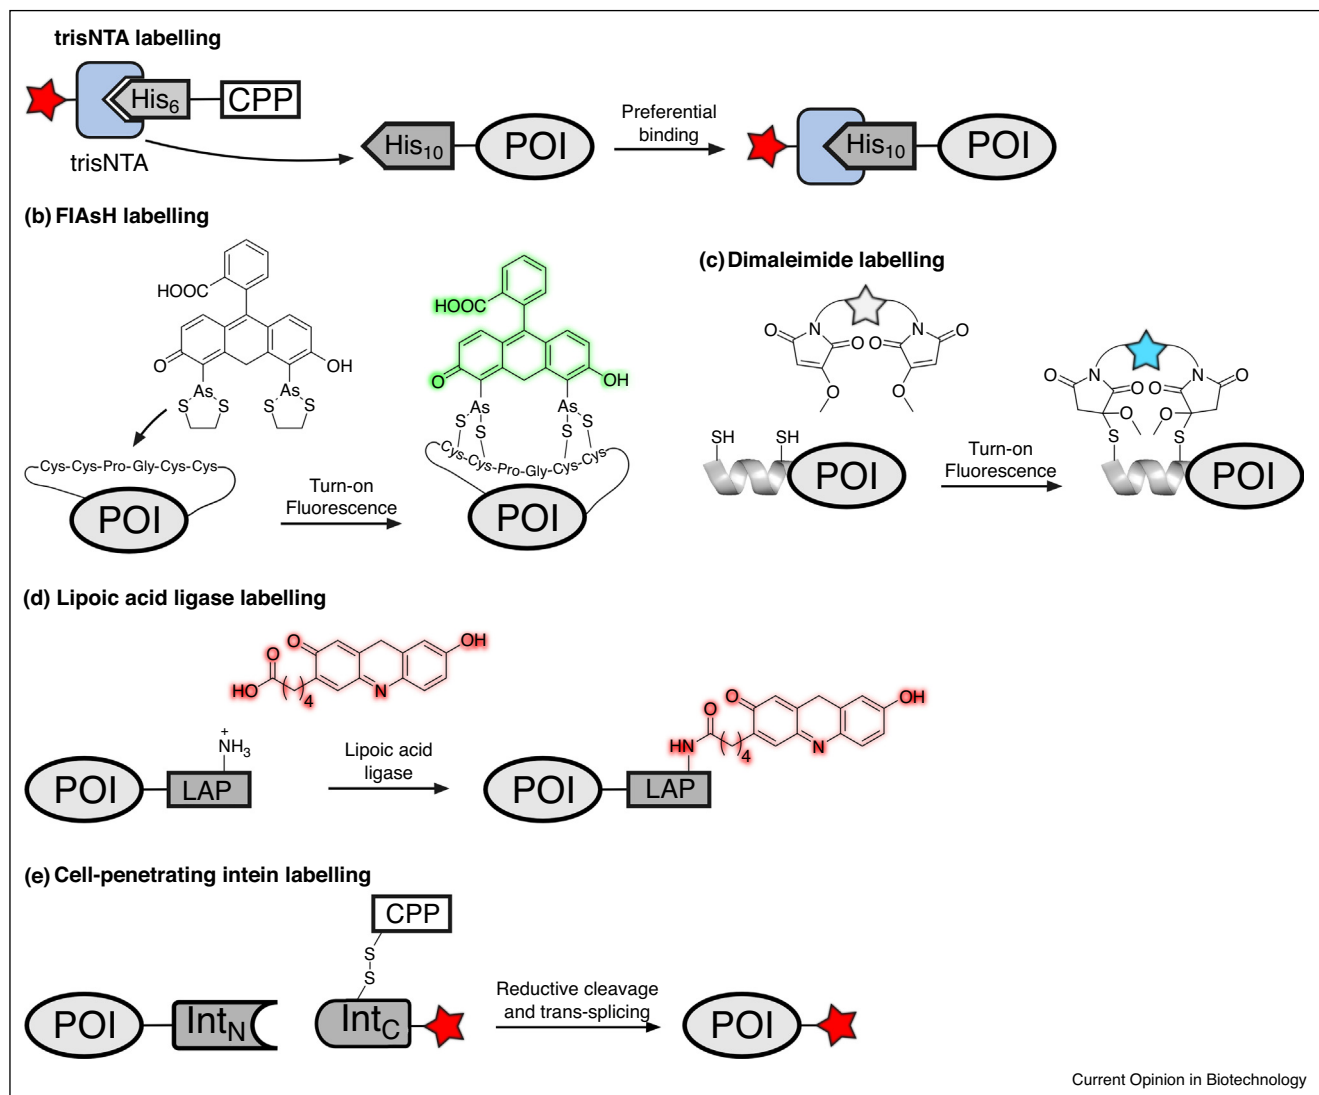 trisNTA labelling
His6
CPP
trisNTA
His10
POI
Preferential
binding
His10
POI
(b) FlAsH labelling
HOOC
O
OH
As
As
S
S
S
S
Cys-Cys-Pro-Gly-Cys-Cys
POI
Turn-on
Fluorescence
HOOC
O
OH
As
As
S
S
S
S
Cys-Cys-Pro-Gly-Cys-Cys
POI
(c) Dimaleimide labelling
O
N
O
O
N
O
O
O
SH
SH
POI
Turn-on
Fluorescence
O
N
O
O
N
O
O
O
S
S
POI
(d) Lipoic acid ligase labelling
O
O
OH
HO
4
N
+
NH3
POI
LAP
Lipoic acid
ligase
O
O
OH
HN
4
N
POI
LAP
(e) Cell-penetrating intein labelling
CPP
S
S
POI
IntN
IntC
Reductive cleavage
and trans-splicing
POI
Current Opinion in Biotechnology